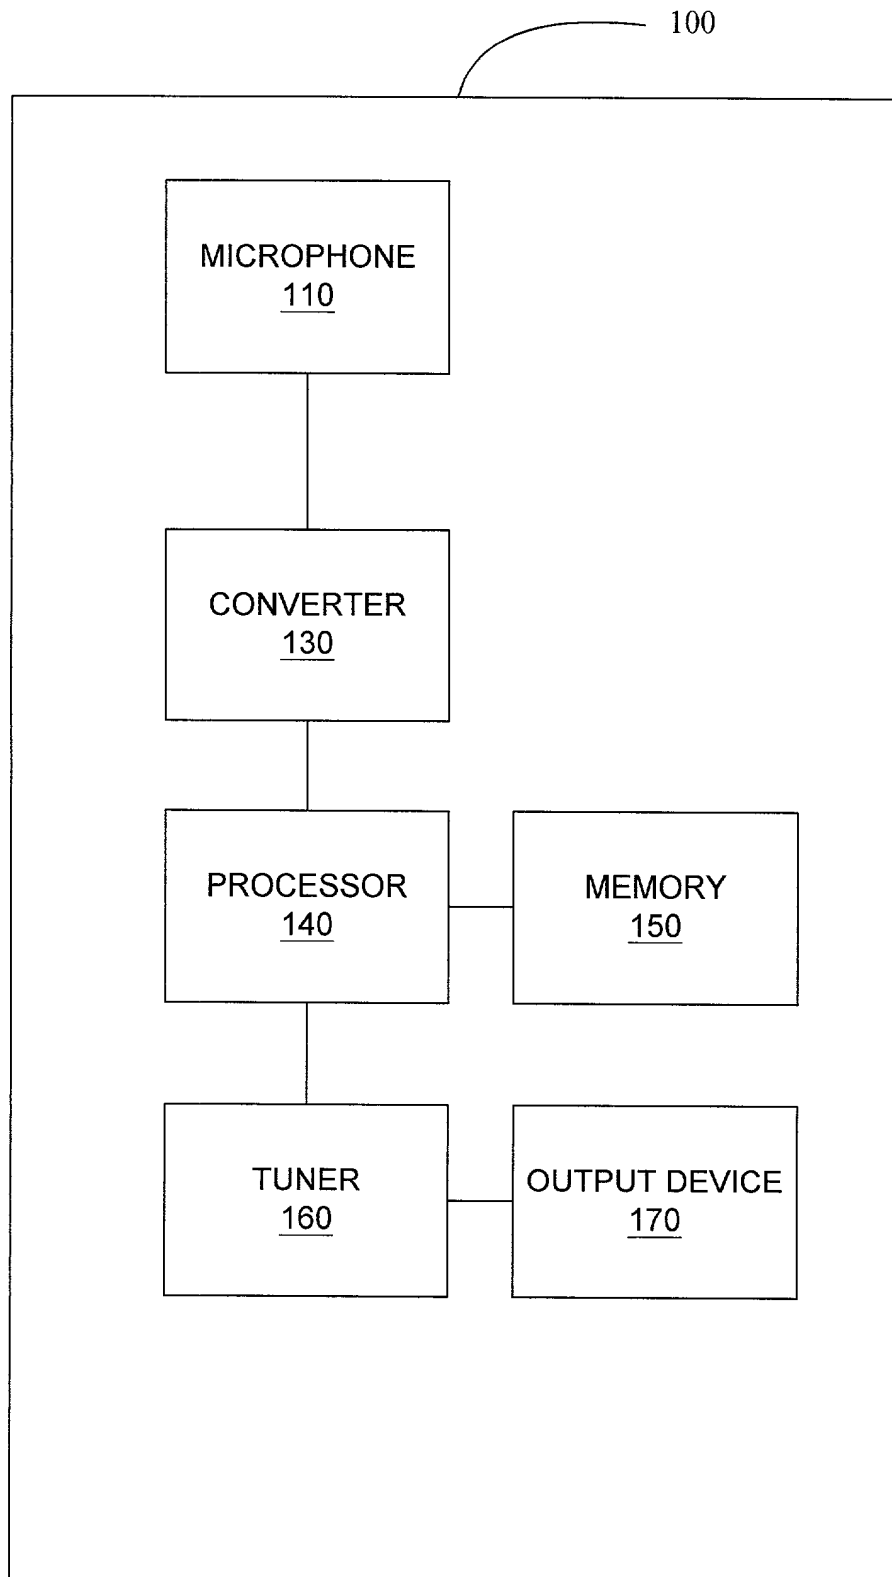 100
MICROPHONE
110
CONVERTER
130
PROCESSOR
140
MEMORY
150
TUNER
160
OUTPUT DEVICE
170